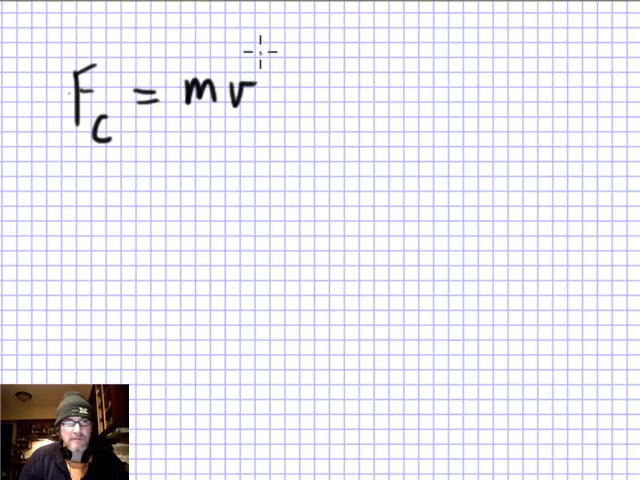 F_c = mv